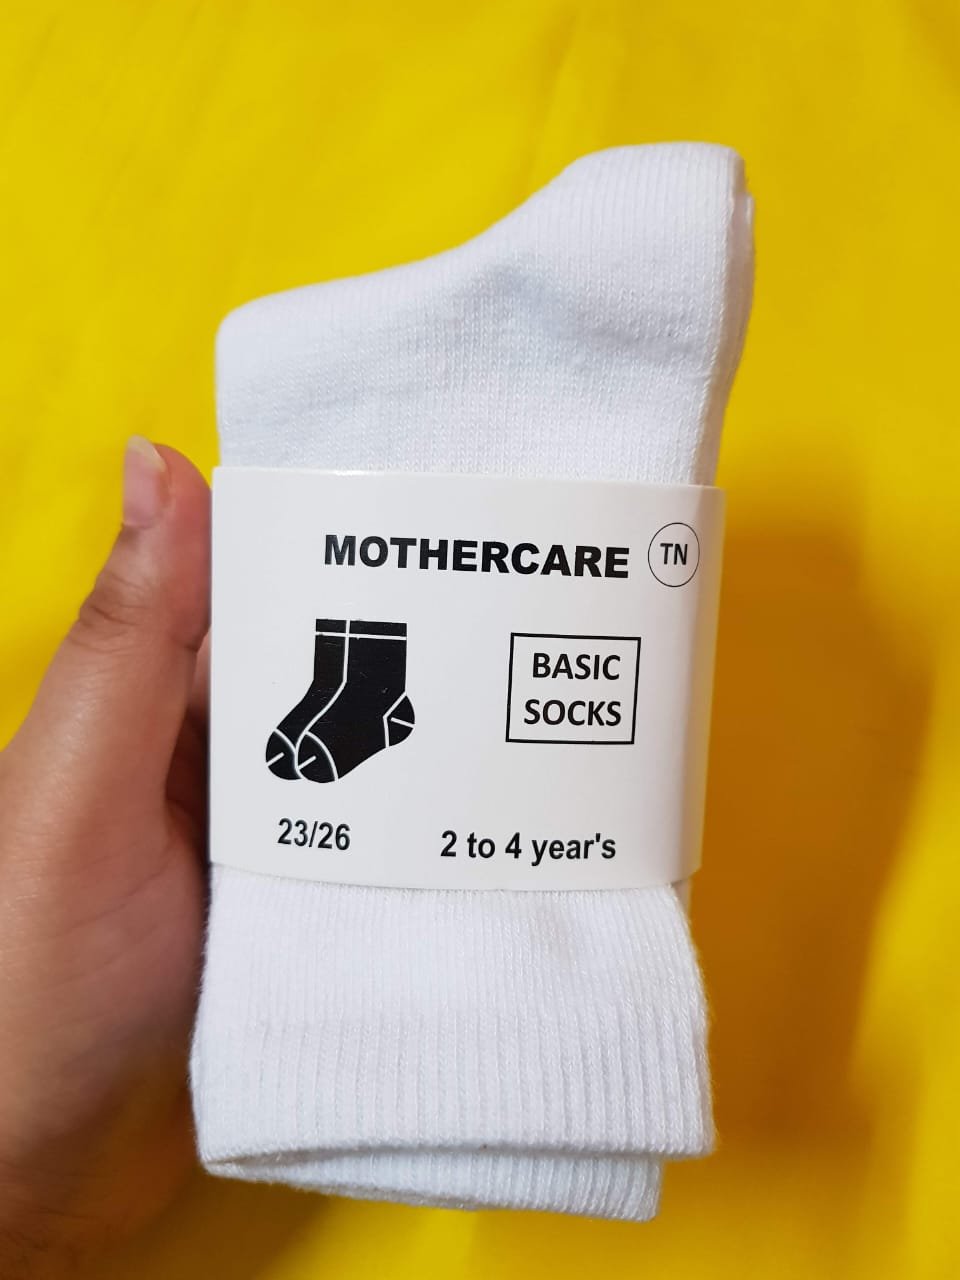 MOTHERCARE TN
BASIC
SOCKS
23/26 2 to 4 year's